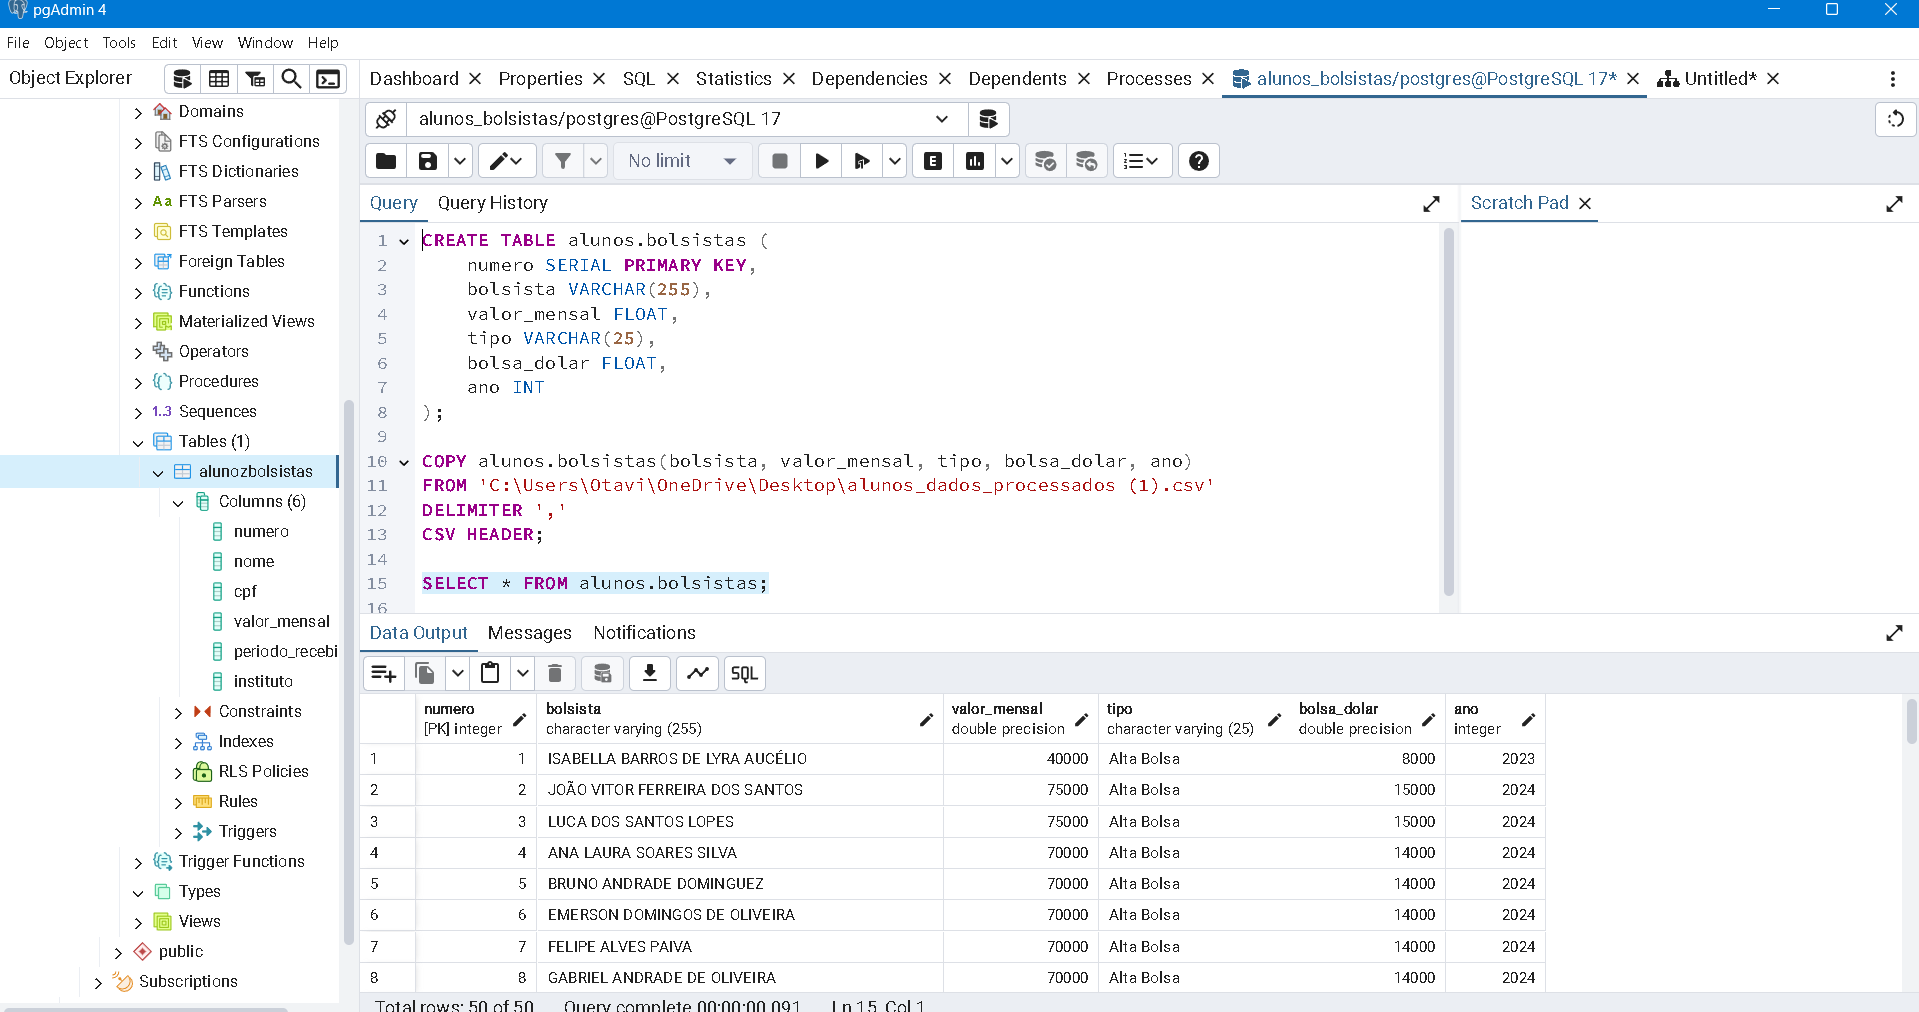 pgAdmin 4
File Object Tools Edit View Window Help
Object Explorer
Dashboard Properties SQL Statistics Dependencies Dependents Processes alunos_bolsistas/postgres@PostgreSQL 17* Untitled*
Domains
FTS Configurations
FTS Dictionaries
FTS Parsers
FTS Templates
Foreign Tables
Functions
Materialized Views
Operators
Procedures
1..3 Sequences
Tables (1)
alunozbolsistas
Columns (6)
numero
nome
cpf
valor_mensal
periodo_recebi
instituto
Constraints
Indexes
RLS Policies
Rules
Triggers
Trigger Functions
Types
Views
public
Subscriptions
alunos_bolsistas/postgres@PostgreSQL 17
No limit
Query Query History
Scratch Pad
1 CREATE TABLE alunos.bolsistas (
2 numero SERIAL PRIMARY KEY,
3 bolsista VARCHAR(255),
4 valor_mensal FLOAT,
5 tipo VARCHAR(25),
6 bolsa_dolar FLOAT,
7 ano INT
8 );
9
10 COPY alunos.bolsistas(bolsista, valor_mensal, tipo, bolsa_dolar, ano)
11 FROM 'C:\Users\Otavi\OneDrive\Desktop\alunos_dados_processados (1).csv'
12 DELIMITER ','
13 CSV HEADER;
14
15 SELECT * FROM alunos.bolsistas;
16
Data Output Messages Notifications
SQL
numero bolsista valor_mensal tipo bolsa_dolar ano
[PK] integer character varying (255) double precision character varying (25) double precision integer
1 1 ISABELLA BARROS DE LYRA AUCÉLIO 40000 Alta Bolsa 8000 2023
2 2 JOÃO VITOR FERREIRA DOS SANTOS 75000 Alta Bolsa 15000 2024
3 3 LUCA DOS SANTOS LOPES 75000 Alta Bolsa 15000 2024
4 4 ANA LAURA SOARES SILVA 70000 Alta Bolsa 14000 2024
5 5 BRUNO ANDRADE DOMINGUEZ 70000 Alta Bolsa 14000 2024
6 6 EMERSON DOMINGOS DE OLIVEIRA 70000 Alta Bolsa 14000 2024
7 7 FELIPE ALVES PAIVA 70000 Alta Bolsa 14000 2024
8 8 GABRIEL ANDRADE DE OLIVEIRA 70000 Alta Bolsa 14000 2024
Total rows: 50 of 50 Query complete 00:00:00.091 Ln 15, Col 1